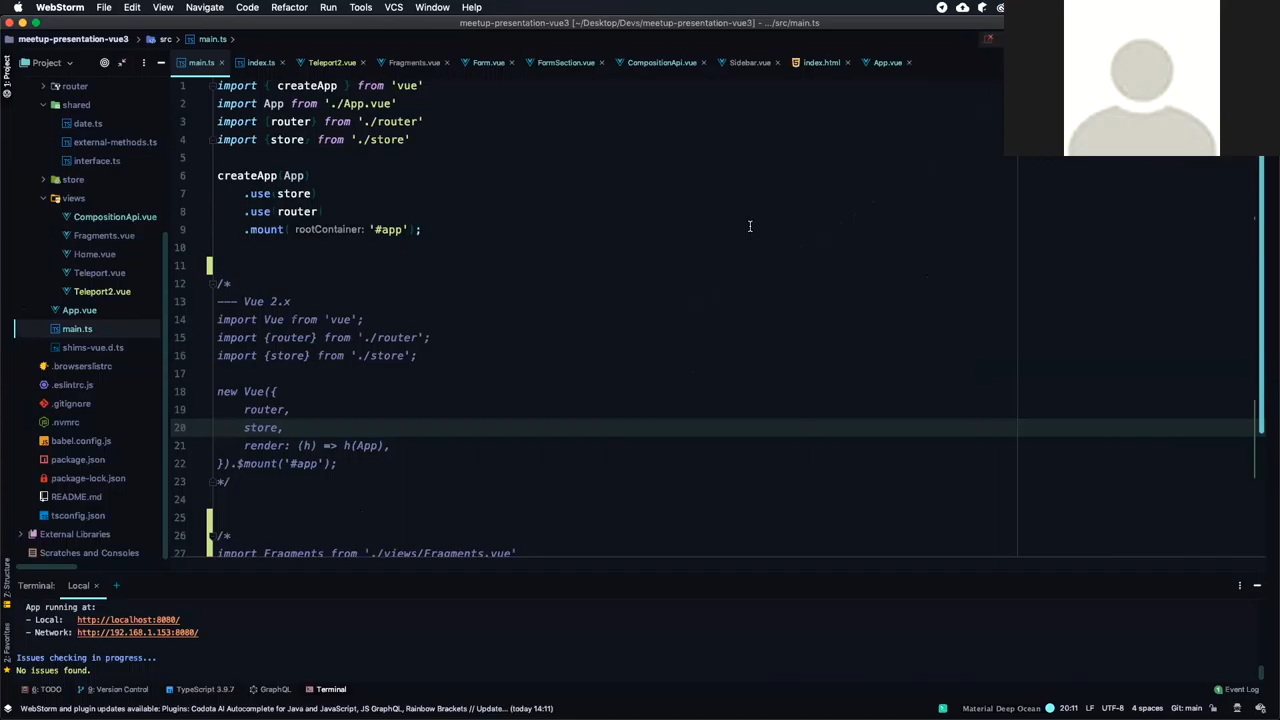 WebStorm File Edit View Navigate Code Refactor Run Tools VCS Window Help
meetup-presentation-vue3 [~/Desktop/Devs/meetup-presentation-vue3] - .../src/main.ts
meetup-presentation-vue3 › src › main.ts ›
1: Project
Project
main.ts × index.ts × Teleport2.vue × Fragments.vue × Form.vue × FormSection.vue × CompositionApi.vue × Sidebar.vue × index.html × App.vue ×
router
shared
date.ts
external-methods.ts
interface.ts
store
views
CompositionApi.vue
Fragments.vue
Home.vue
Teleport.vue
Teleport2.vue
App.vue
main.ts
shims-vue.d.ts
.browserslistrc
.eslintrc.js
.gitignore
.nvmrc
babel.config.js
package.json
package-lock.json
README.md
tsconfig.json
External Libraries
Scratches and Consoles
1 import { createApp } from 'vue'
2 import App from './App.vue'
3 import {router} from './router'
4 import {store} from './store'
5
6 createApp(App)
7 .use(store)
8 .use(router)
9 .mount( rootContainer: '#app');
10
11
12 /*
13 --- Vue 2.x
14 import Vue from 'vue';
15 import {router} from './router';
16 import {store} from './store';
17
18 new Vue({
19 router,
20 store,
21 render: (h) => h(App),
22 }).$mount('#app');
23 */
24
25
26 /*
27 import Fragments from './views/Fragments.vue'
7: Structure
2: Favorites
Terminal: Local × +
App running at:
- Local: http://localhost:8080/
- Network: http://192.168.1.153:8080/
Issues checking in progress...
No issues found.
6: TODO 9: Version Control TypeScript 3.9.7 GraphQL Terminal Event Log
WebStorm and plugin updates available: Plugins: Codota AI Autocomplete for Java and JavaScript, JS GraphQL, Rainbow Brackets // Update... (today 14:11) Material Deep Ocean 20:11 LF UTF-8 4 spaces Git: main